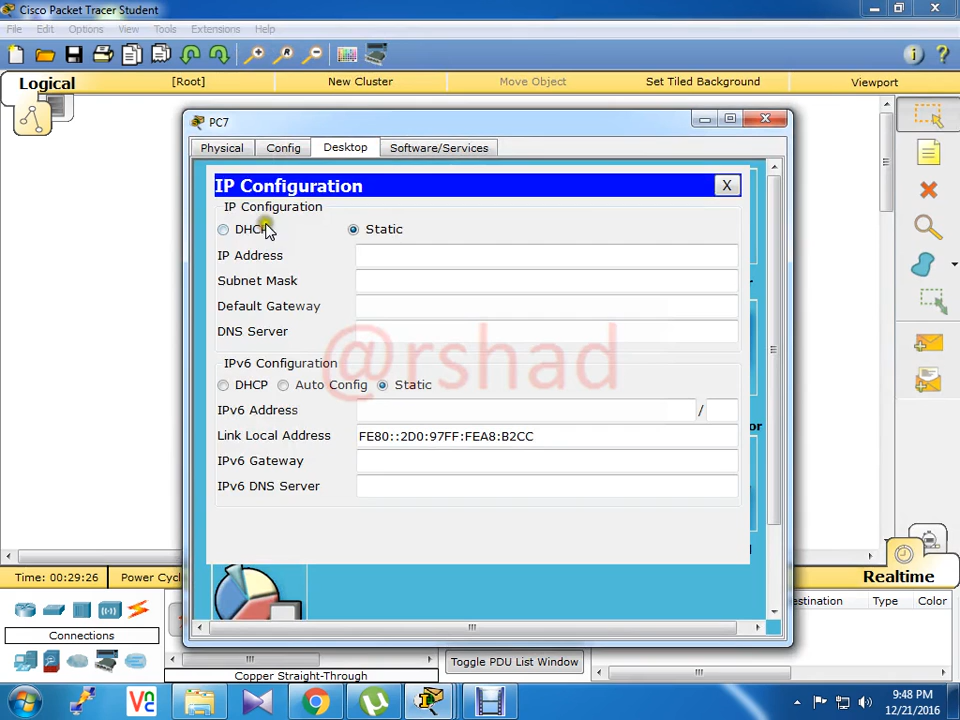 Cisco Packet Tracer Student
File Edit Options View Tools Extensions Help
Logical [Root] New Cluster Move Object Set Tiled Background Viewport
PC7
Physical Config Desktop Software/Services
IP Configuration X
IP Configuration
DHCP Static
IP Address
Subnet Mask
Default Gateway
DNS Server
@rshad
IPv6 Configuration
DHCP Auto Config Static
IPv6 Address /
Link Local Address FE80::2D0:97FF:FEA8:B2CC
IPv6 Gateway
IPv6 DNS Server
Time: 00:29:26 Power Cycl Realtime
Connections
estination Type Color
Toggle PDU List Window
Copper Straight-Through
9:48 PM
12/21/2016